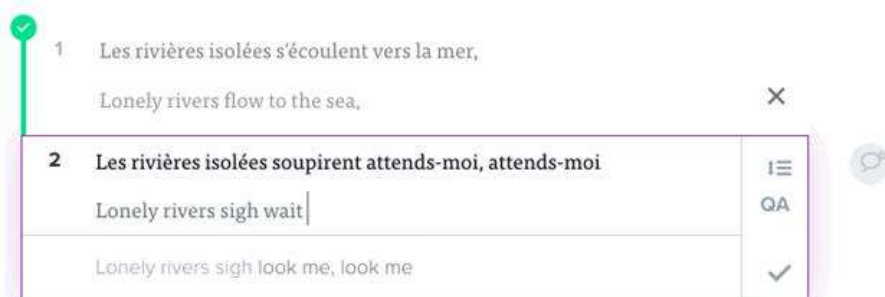 1 Les rivières isolées s'écoulent vers la mer,
Lonely rivers flow to the sea,
2 Les rivières isolées soupirent attends-moi, attends-moi
Lonely rivers sigh wait
QA
Lonely rivers sigh look me, look me